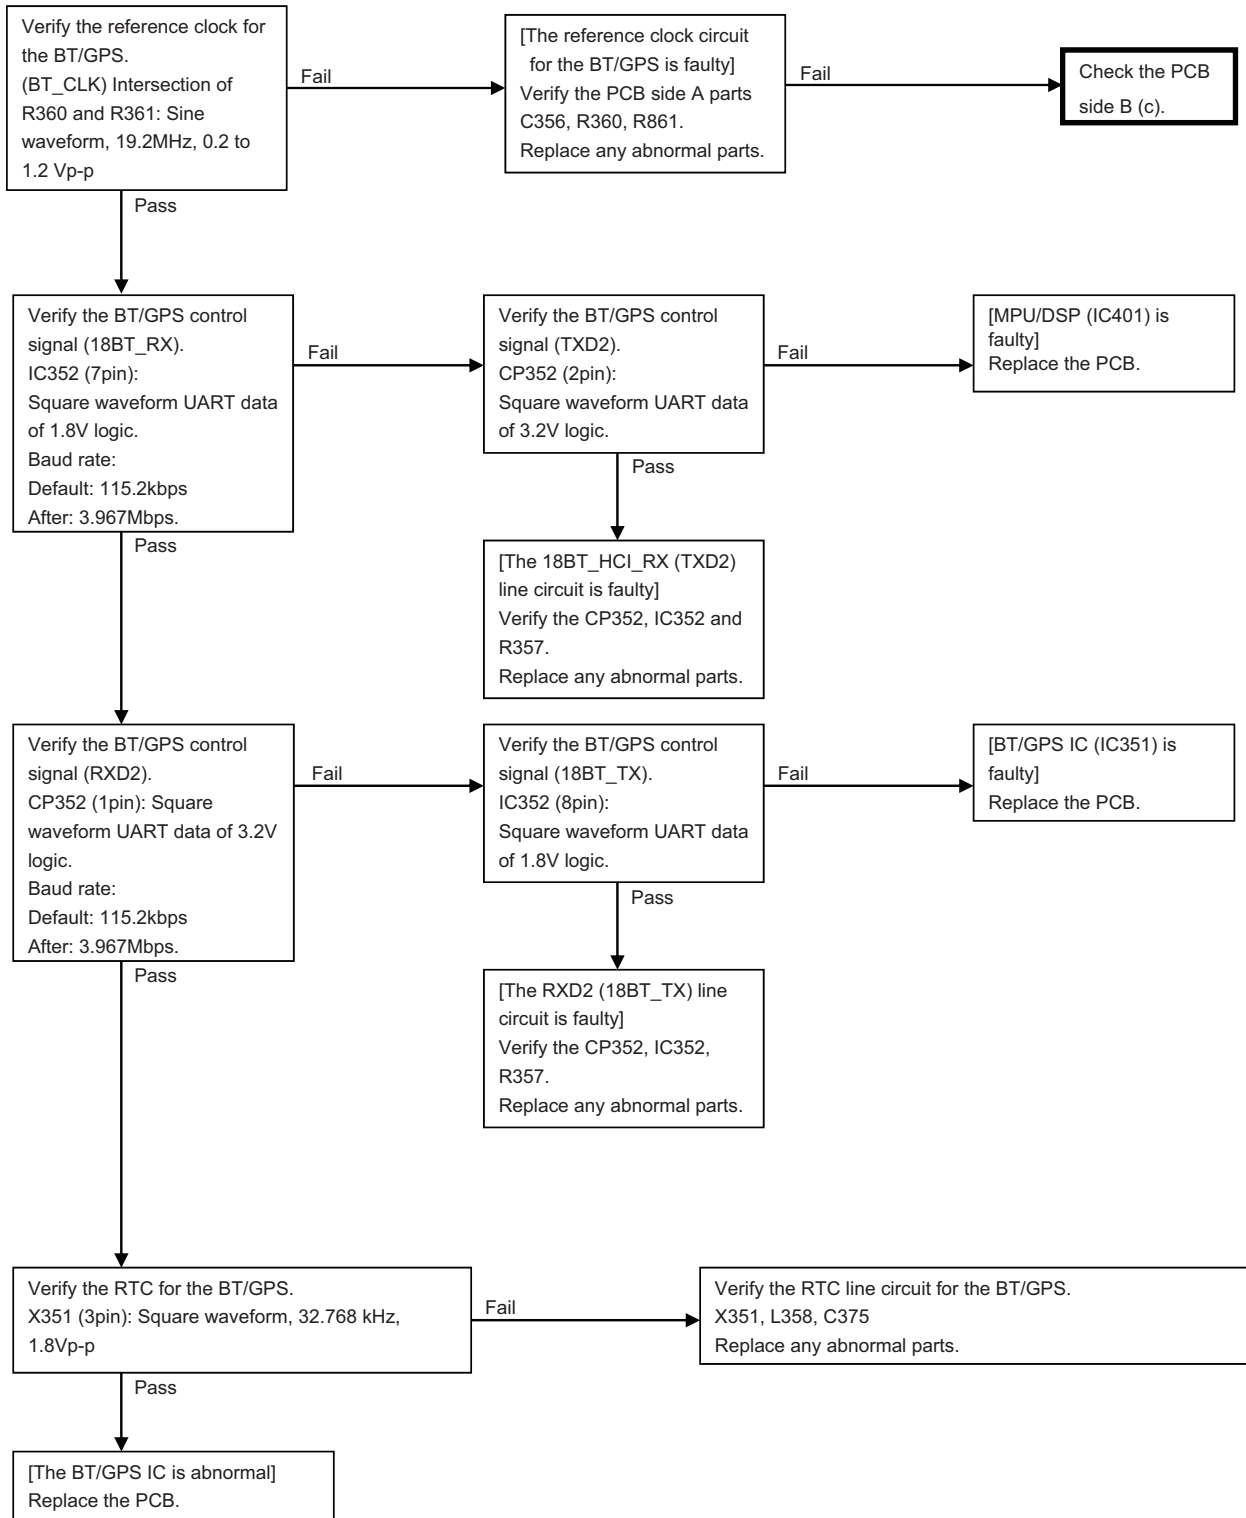 Verify the reference clock for
the BT/GPS.
(BT_CLK) Intersection of
R360 and R361: Sine
waveform, 19.2MHz, 0.2 to
1.2 Vp-p
Fail
[The reference clock circuit
for the BT/GPS is faulty]
Verify the PCB side A parts
C356, R360, R861.
Replace any abnormal parts.
Fail
Check the PCB
side B (c).
Pass
Verify the BT/GPS control
signal (18BT_RX).
IC352 (7pin):
Square waveform UART data
of 1.8V logic.
Baud rate:
Default: 115.2kbps
After: 3.967Mbps.
Fail
Verify the BT/GPS control
signal (TXD2).
CP352 (2pin):
Square waveform UART data
of 3.2V logic.
Fail
[MPU/DSP (IC401) is
faulty]
Replace the PCB.
Pass
[The 18BT_HCI_RX (TXD2)
line circuit is faulty]
Verify the CP352, IC352 and
R357.
Replace any abnormal parts.
Pass
Verify the BT/GPS control
signal (RXD2).
CP352 (1pin): Square
waveform UART data of 3.2V
logic.
Baud rate:
Default: 115.2kbps
After: 3.967Mbps.
Fail
Verify the BT/GPS control
signal (18BT_TX).
IC352 (8pin):
Square waveform UART data
of 1.8V logic.
Fail
[BT/GPS IC (IC351) is
faulty]
Replace the PCB.
Pass
[The RXD2 (18BT_TX) line
circuit is faulty]
Verify the CP352, IC352,
R357.
Replace any abnormal parts.
Pass
Verify the RTC for the BT/GPS.
X351 (3pin): Square waveform, 32.768 kHz,
1.8Vp-p
Fail
Verify the RTC line circuit for the BT/GPS.
X351, L358, C375
Replace any abnormal parts.
Pass
[The BT/GPS IC is abnormal]
Replace the PCB.